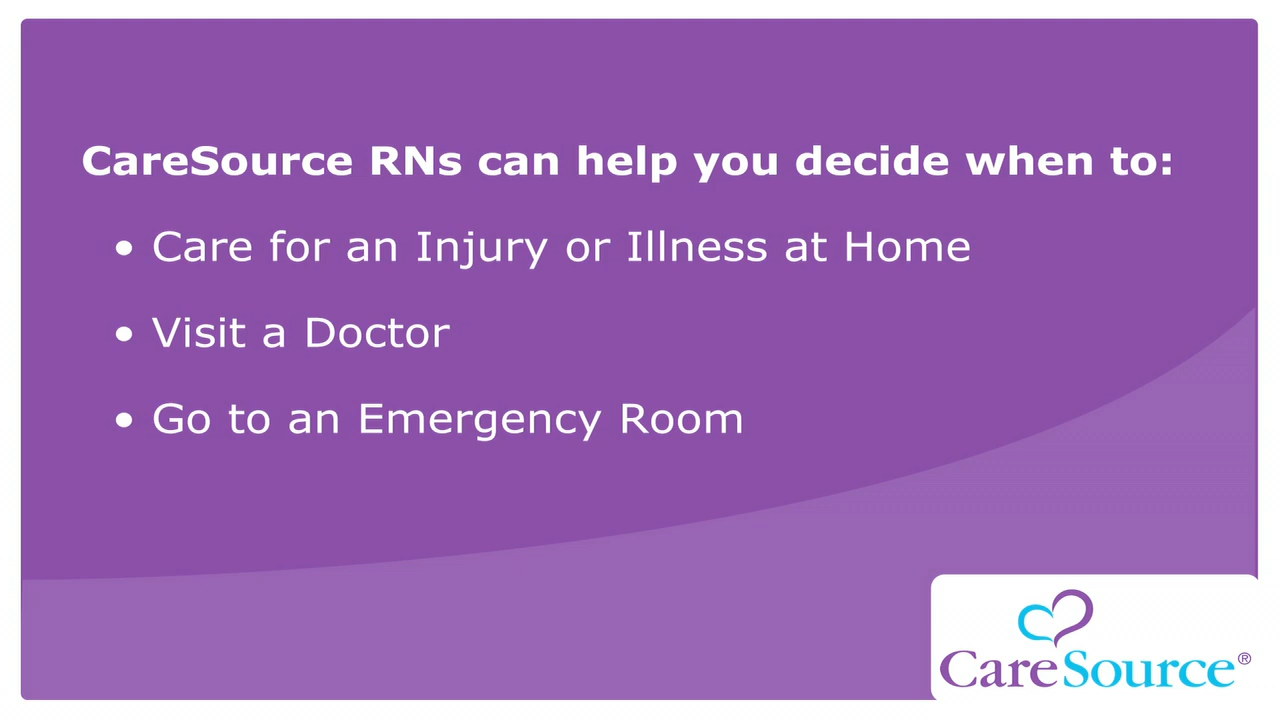 CareSource RNs can help you decide when to:
• Care for an Injury or Illness at Home
• Visit a Doctor
• Go to an Emergency Room
CareSource®